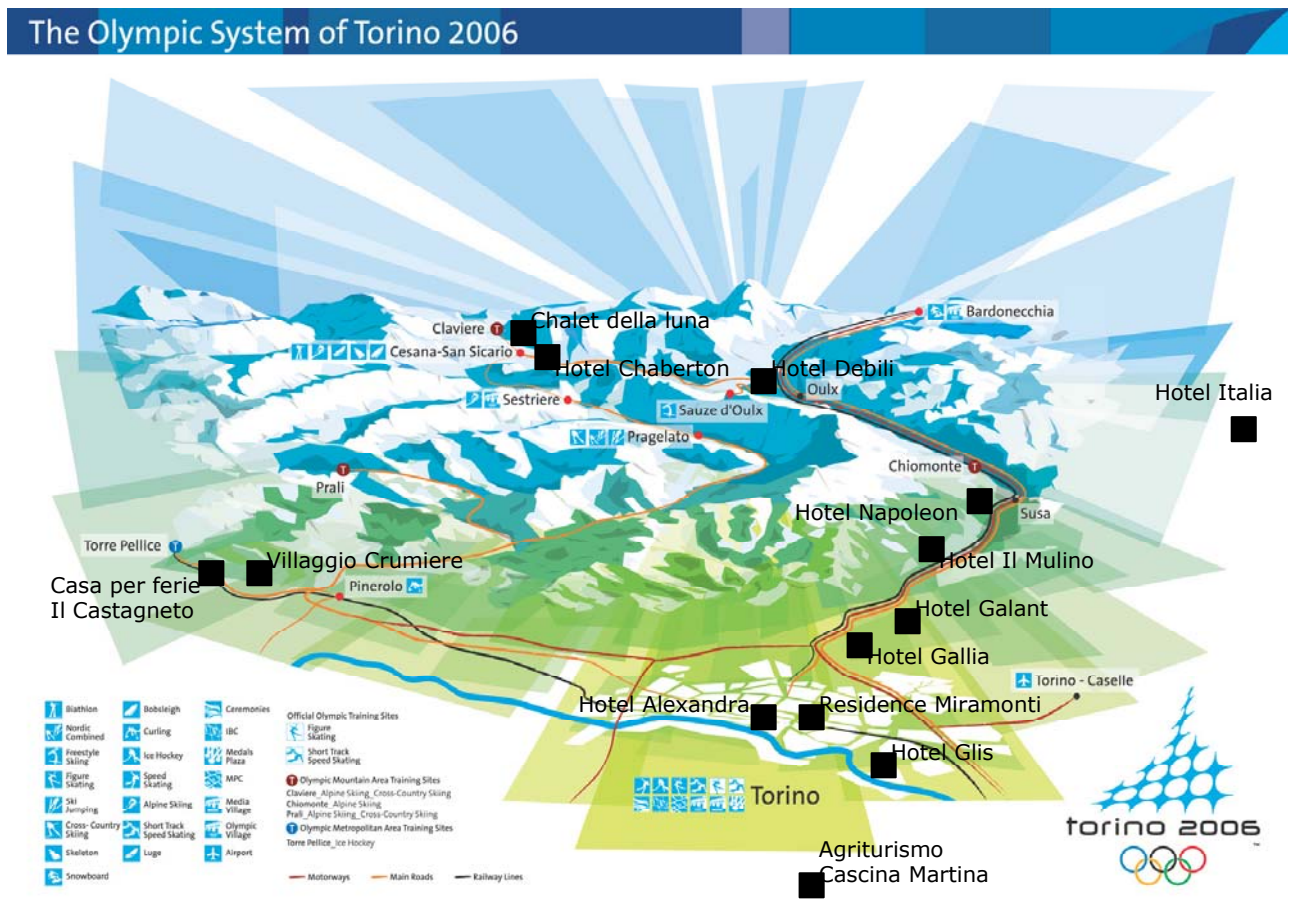 The Olympic System of Torino 2006
Claviere T
Chalet della luna
Bardonecchia
Cesana-San Sicario
Hotel Chaberton
Hotel Debili
Oulx
Hotel Italia
Sestriere
Sauze d'Oulx
Pragelato
Chiomonte T
T
Prali
Hotel Napoleon
Susa
Torre Pellice T
Villaggio Crumiere
Hotel Il Mulino
Casa per ferie
Il Castagneto
Pinerolo
Hotel Galant
Hotel Gallia
Torino - Caselle
Hotel Alexandra
Residence Miramonti
Hotel Glis
Torino
Agriturismo
Cascina Martina
Biathlon
Nordic
Combined
Freestyle
Skiing
Figure
Skating
Ski
Jumping
Cross-Country
Skiing
Skeleton
Snowboard
Bobsleigh
Curling
Ice Hockey
Speed
Skating
Alpine Skiing
Short Track
Speed Skating
Luge
Ceremonies
IBC
Medals
Plaza
MPC
Media
Village
Olympic
Village
Airport
Official Olympic Training Sites
Figure
Skating
Short Track
Speed Skating
T Olympic Mountain Area Training Sites
Claviere_Alpine Skiing_Cross-Country Skiing
Chiomonte_Alpine Skiing
Prali_Alpine Skiing_Cross-Country Skiing
T Olympic Metropolitan Area Training Sites
Torre Pellice_Ice Hockey
Motorways
Main Roads
Railway Lines
torino 2006
TM